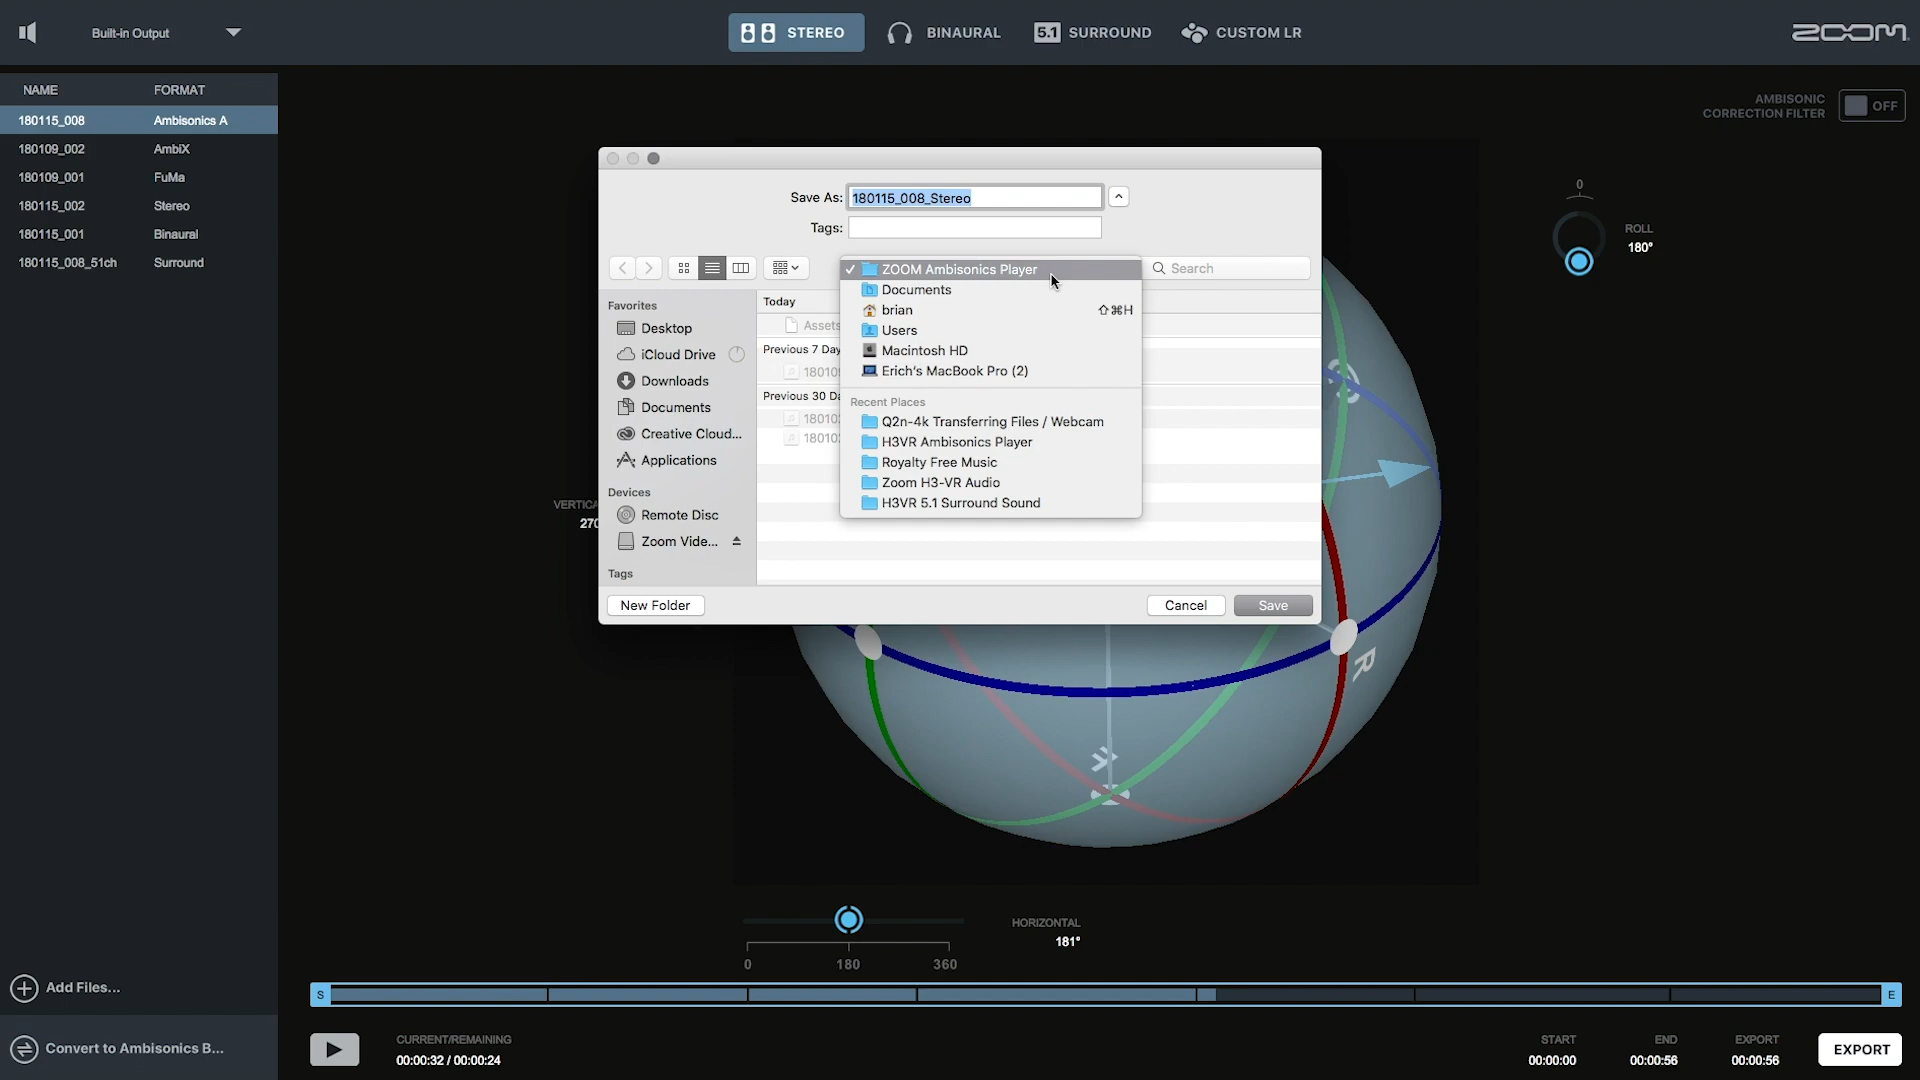 Built-in Output
STEREO
BINAURAL
5.1 SURROUND
CUSTOM LR
ZOOM
NAME FORMAT
180115_008 Ambisonics A
180109_002 AmbiX
180109_001 FuMa
180115_002 Stereo
180115_001 Binaural
180115_008_51ch Surround
AMBISONIC
CORRECTION FILTER
OFF
0
ROLL
180°
Save As: 180115_008_Stereo
Tags:
ZOOM Ambisonics Player
Search
Documents
brian ⇧⌘H
Users
Macintosh HD
Erich's MacBook Pro (2)
Recent Places
Q2n-4k Transferring Files / Webcam
H3VR Ambisonics Player
Royalty Free Music
Zoom H3-VR Audio
H3VR 5.1 Surround Sound
Favorites
Desktop
iCloud Drive
Downloads
Documents
Creative Cloud...
Applications
Devices
Remote Disc
Zoom Vide...
Tags
Today
Assets
Previous 7 Day
Previous 30 Da
New Folder
Cancel
Save
R
HORIZONTAL
181°
0 180 360
Add Files...
S
E
Convert to Ambisonics B...
CURRENT/REMAINING
00:00:32 / 00:00:24
START
00:00:00
END
00:00:56
EXPORT
00:00:56
EXPORT